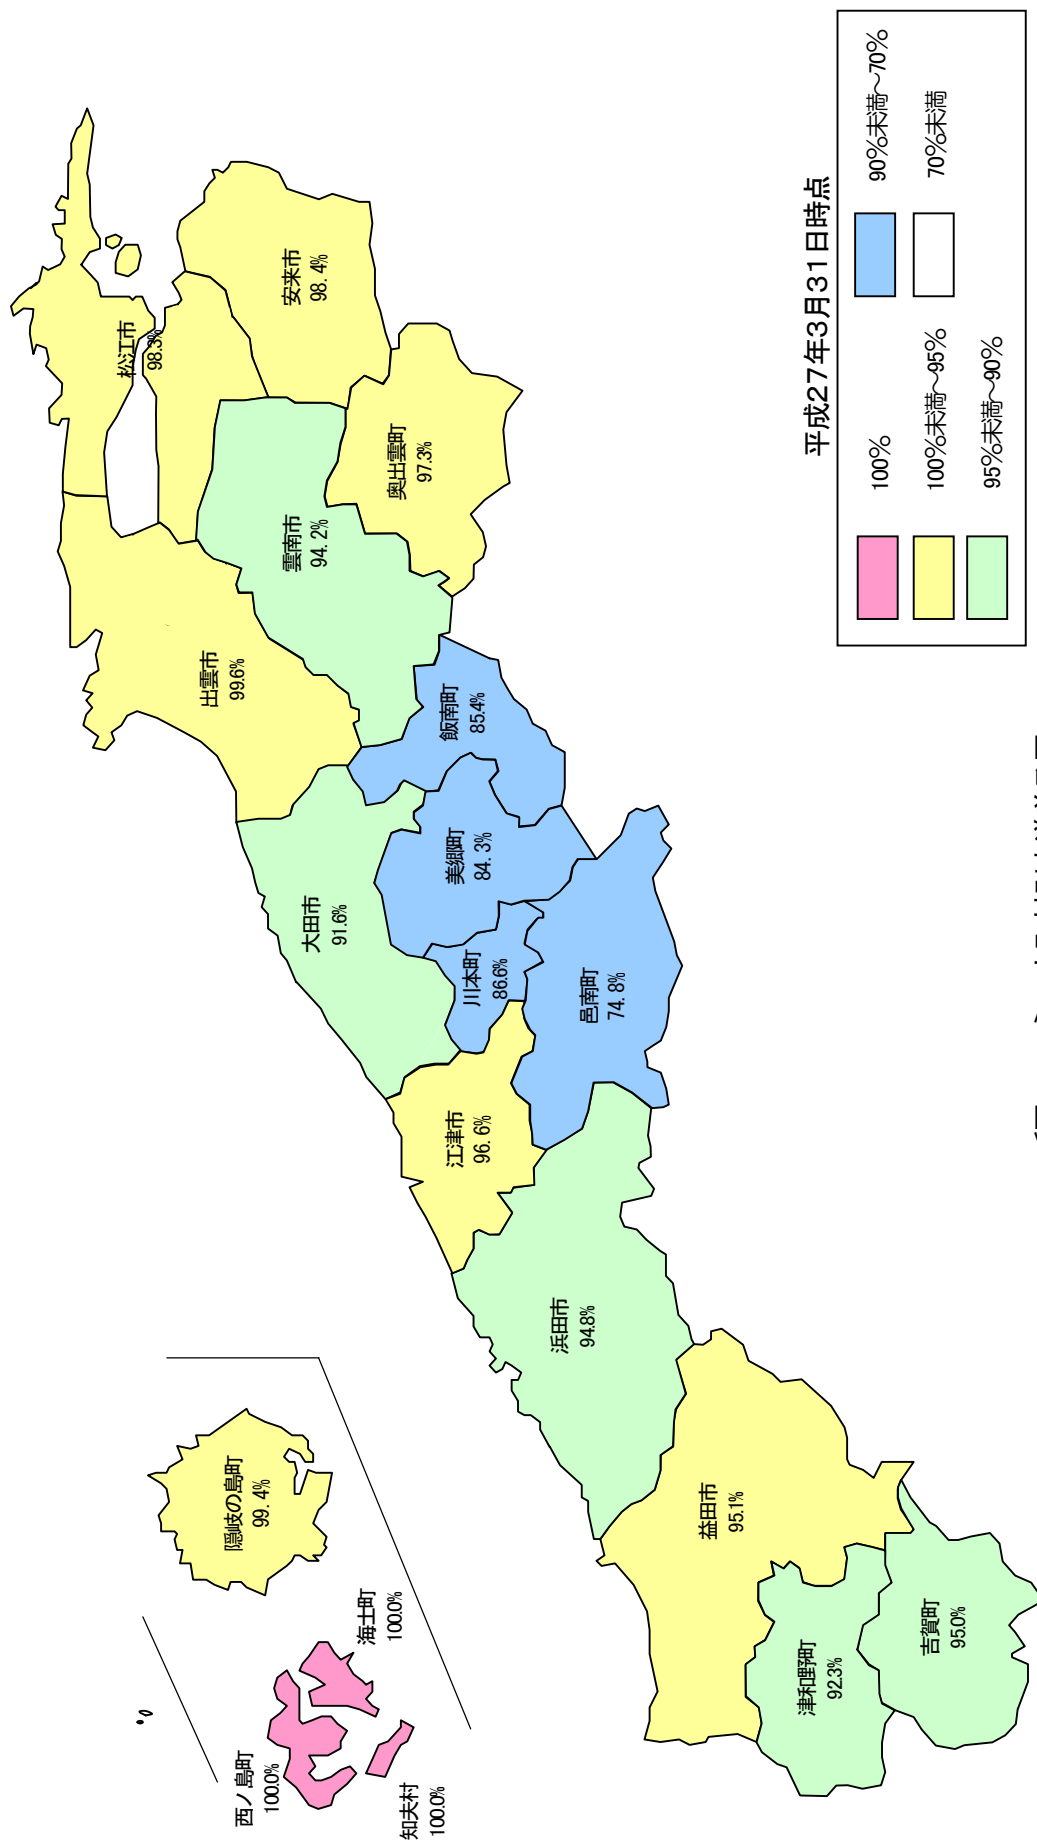 西ノ島町
100.0%
知夫村
100.0%
海士町
100.0%
隠岐の島町
99.4%
松江市
98.3%
安来市
98.4%
出雲市
99.6%
雲南市
94.2%
奥出雲町
97.3%
大田市
91.6%
飯南町
85.4%
美郷町
84.3%
川本町
86.6%
邑南町
74.8%
江津市
96.6%
浜田市
94.8%
益田市
95.1%
津和野町
92.3%
吉賀町
95.0%
平成27年3月31日時点
100%
100%未満～95%
95%未満～90%
90%未満～70%
70%未満